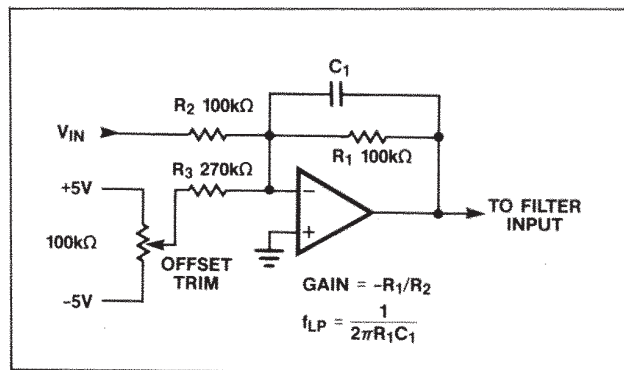 C1
R2 100kΩ
VIN
R1 100kΩ
R3 270kΩ
+5V
−
100kΩ
+
TO FILTER
INPUT
OFFSET
TRIM
-5V
GAIN = -R1/R2
fLP = 1
2πR1C1